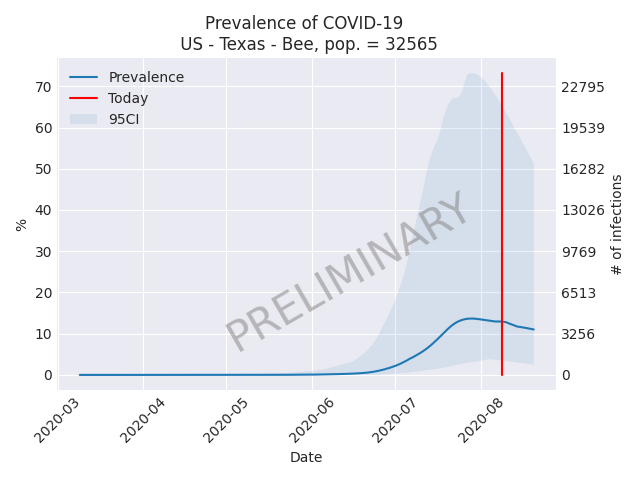 Prevalence of COVID-19
US - Texas - Bee, pop. = 32565
Prevalence
Today
95CI
70
60
50
40
30
20
10
0
%
22795
19539
16282
13026
9769
6513
3256
0
# of infections
PRELIMINARY
2020-03
2020-04
2020-05
2020-06
2020-07
2020-08
Date